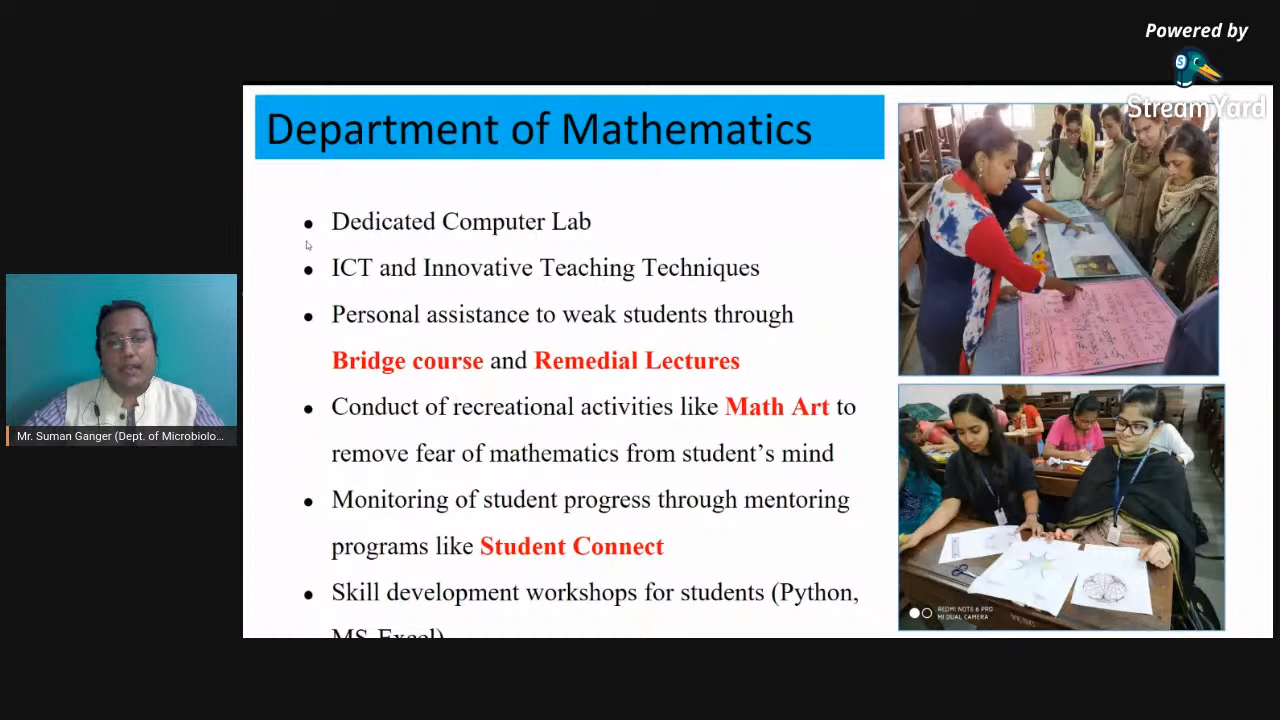 Powered by
StreamYard
Department of Mathematics
Dedicated Computer Lab
ICT and Innovative Teaching Techniques
Personal assistance to weak students through
Bridge course and Remedial Lectures
Conduct of recreational activities like Math Art to
remove fear of mathematics from student’s mind
Monitoring of student progress through mentoring
programs like Student Connect
Skill development workshops for students (Python,
MS-Excel)
Mr. Suman Ganger (Dept. of Microbiolo...
REDMI NOTE 6 PRO
MI DUAL CAMERA